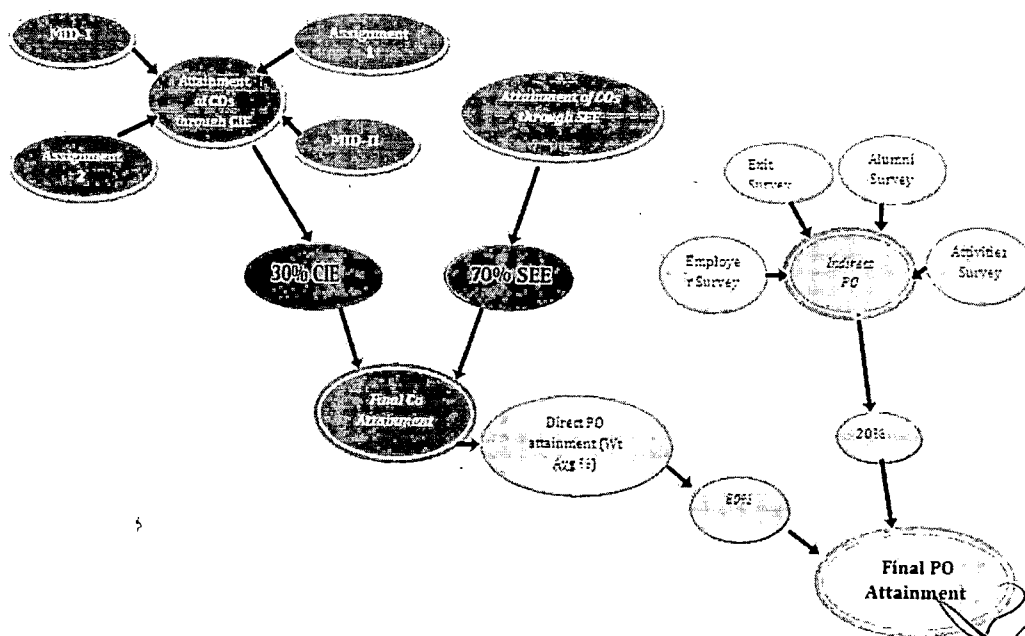 MID-I
Assignment
1
Attainment
of COs
through CIE
Attainment of COs
through SEE
MID-II
Assignment
2
Exit
Survey
Alumni
Survey
30% CIE
70% SEE
Employe
r Survey
Indirect
PO
Activities
Survey
Final Co
Attainment
Direct PO
attainment (Wt
Avg %)
20%
80%
Final PO
Attainment